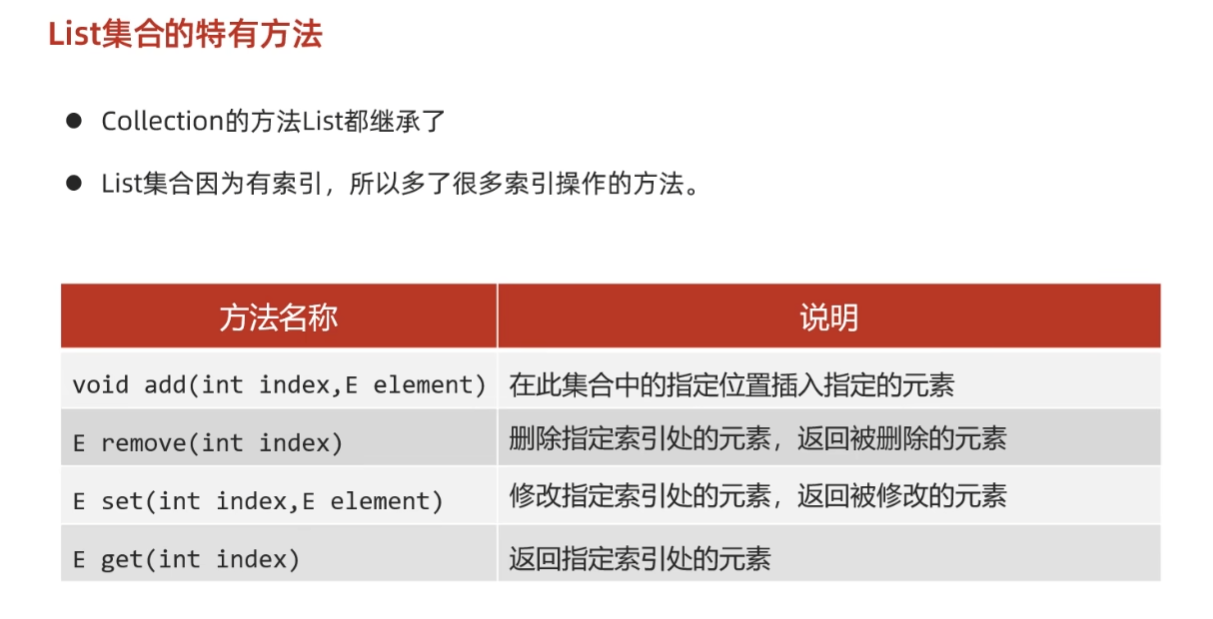 List集合的特有方法
● Collection的方法List都继承了
● List集合因为有索引，所以多了很多索引操作的方法。
方法名称 说明
void add(int index,E element) 在此集合中的指定位置插入指定的元素
E remove(int index) 删除指定索引处的元素，返回被删除的元素
E set(int index,E element) 修改指定索引处的元素，返回被修改的元素
E get(int index) 返回指定索引处的元素